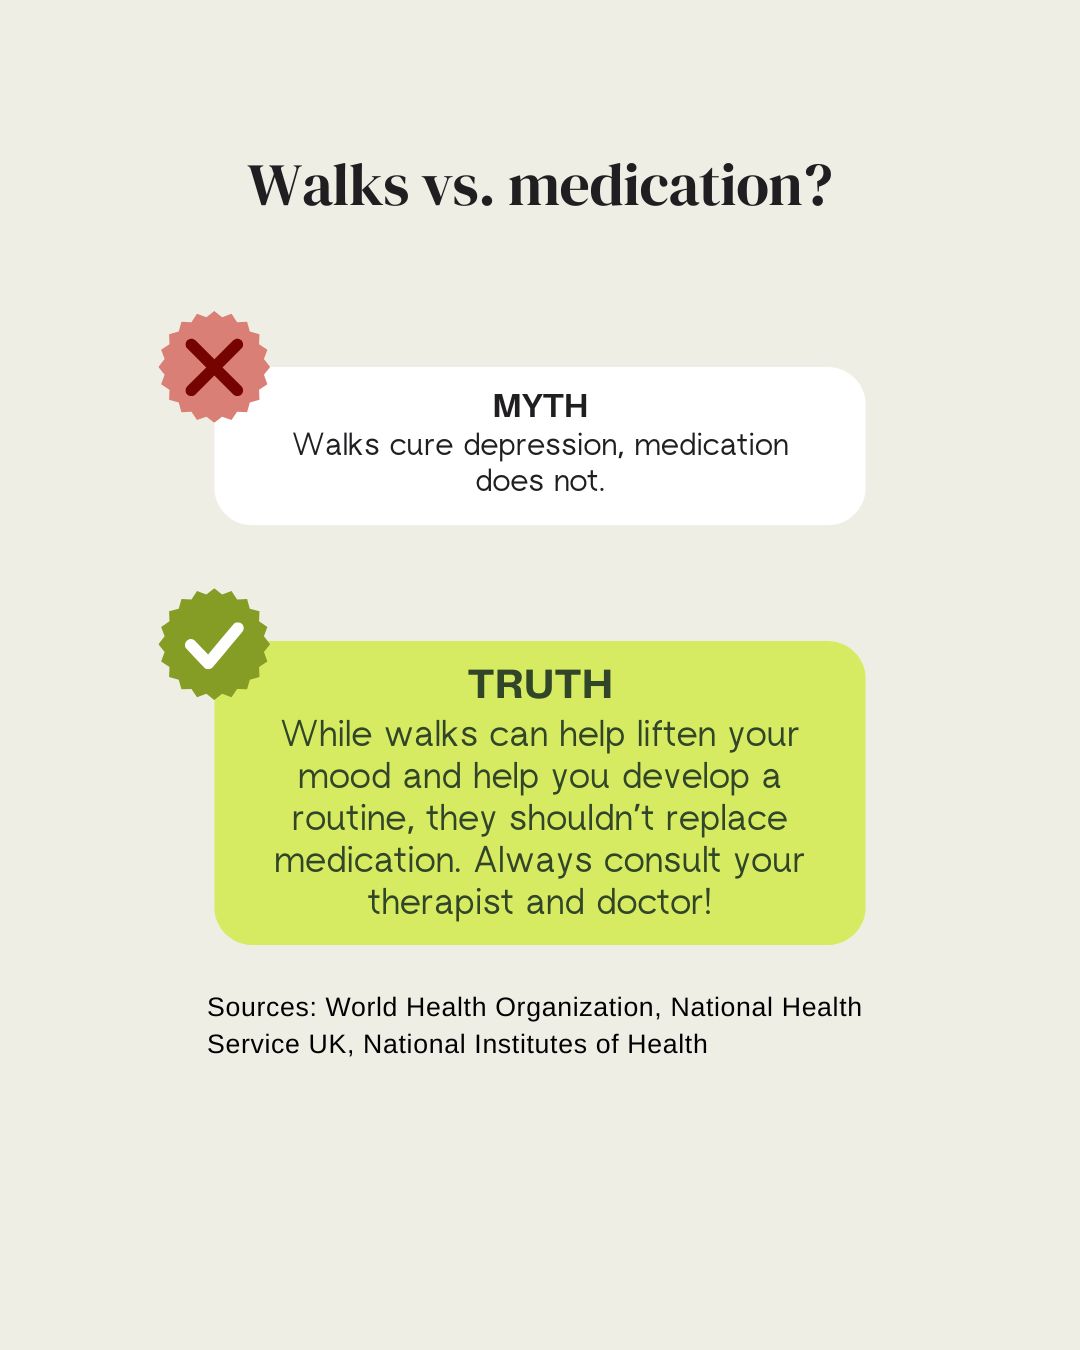 Walks vs. medication?
MYTH
Walks cure depression, medication
does not.
TRUTH
While walks can help liften your
mood and help you develop a
routine, they shouldn’t replace
medication. Always consult your
therapist and doctor!
Sources: World Health Organization, National Health
Service UK, National Institutes of Health